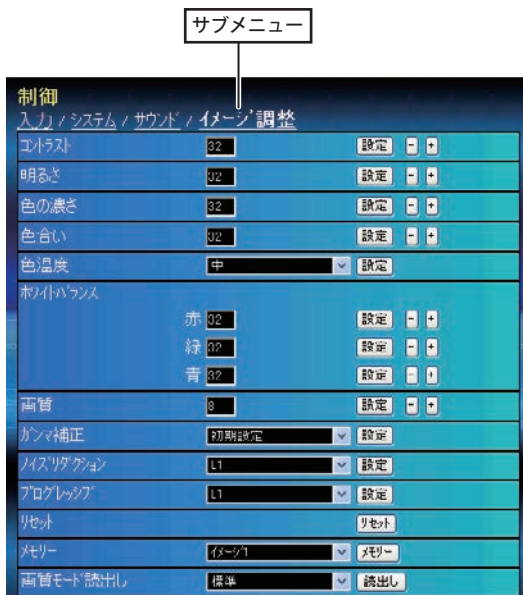 サブメニュー
制御
入力 / システム / サウンド / イメージ調整
コントラスト 32 設定 - +
明るさ 32 設定 - +
色の濃さ 32 設定 - +
色合い 32 設定 - +
色温度 中 設定
ホワイトバランス
赤 32 設定 - +
緑 32 設定 - +
青 32 設定 - +
画質 8 設定 - +
ガンマ補正 初期設定 設定
ノイズリダクション L1 設定
プログレッシブ L1 設定
リセット リセット
メモリー イメージ1 メモリー
画質モード読出し 標準 読出し